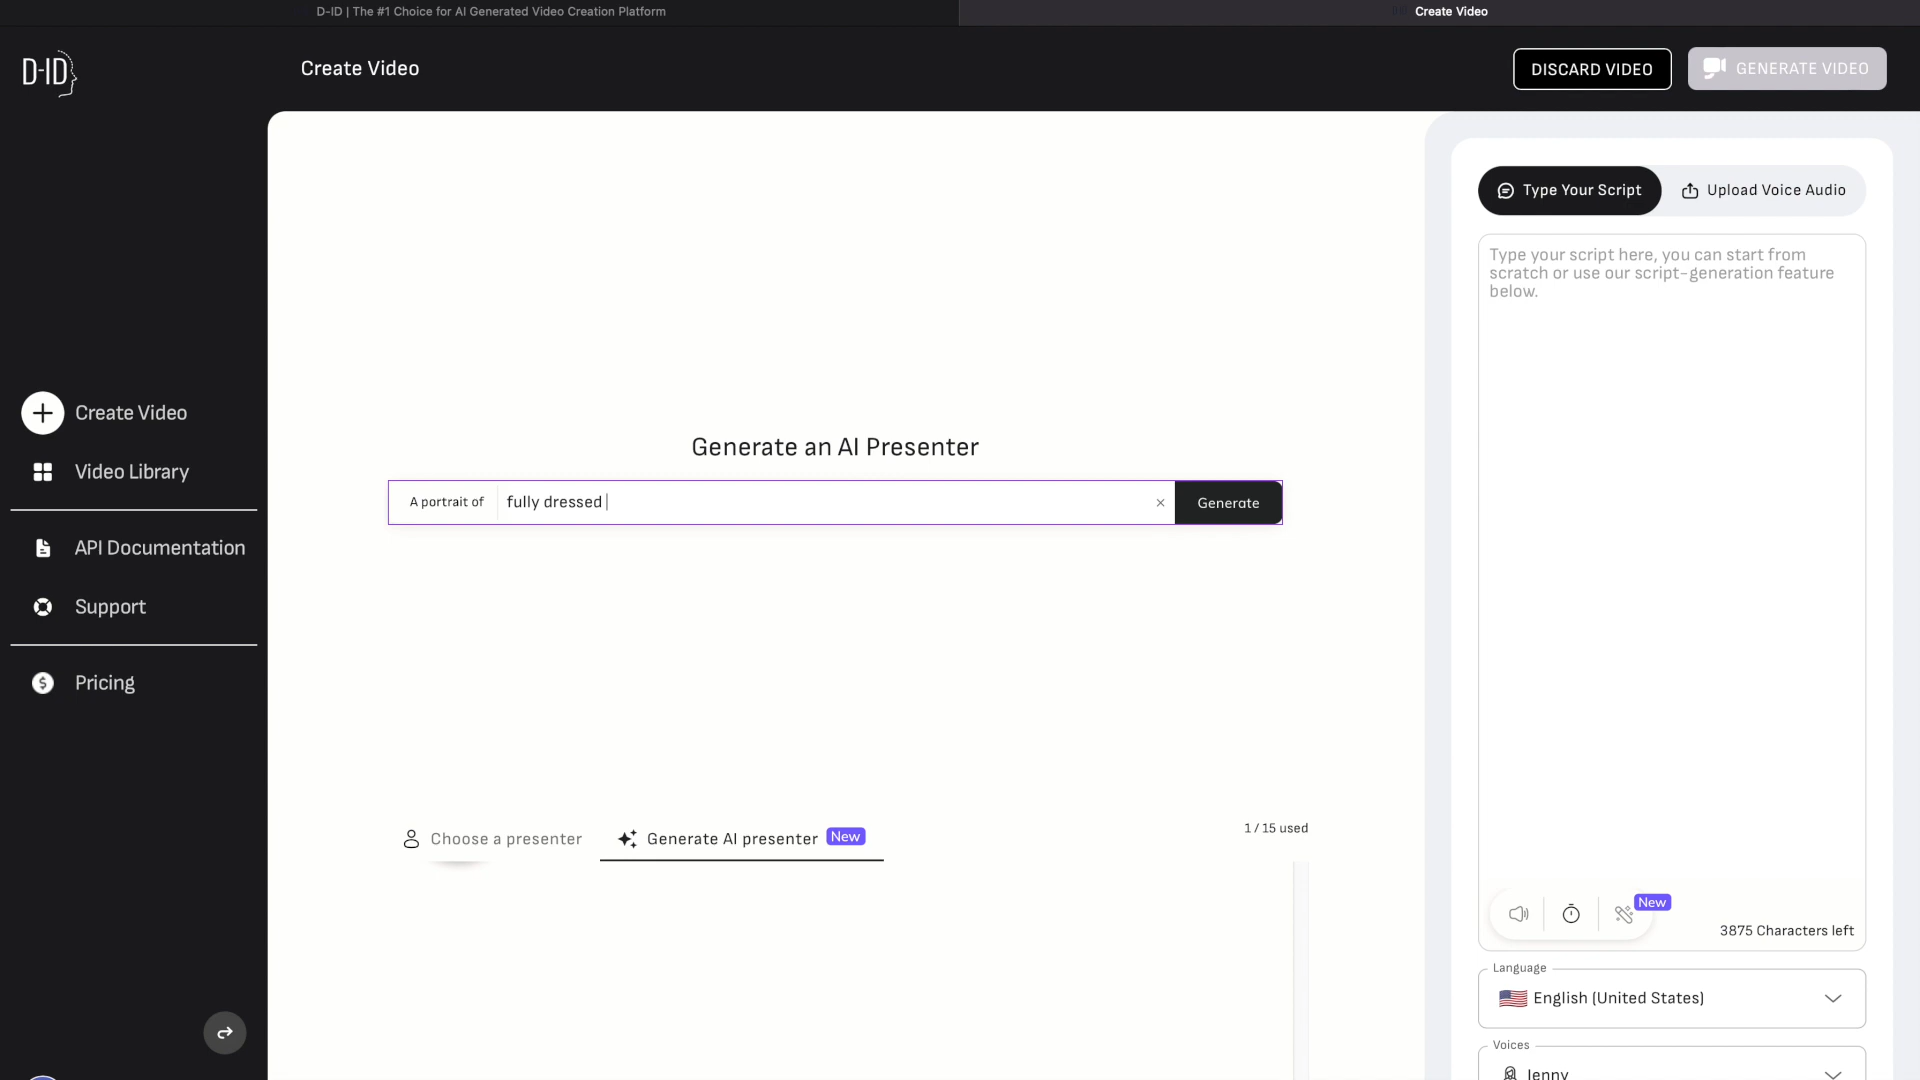 D-ID | The #1 Choice for AI Generated Video Creation Platform
Create Video
D-ID
Create Video
DISCARD VIDEO
GENERATE VIDEO
Create Video
Video Library
API Documentation
Support
Pricing
Generate an AI Presenter
A portrait of
fully dressed
Generate
Choose a presenter
Generate AI presenter
New
1 / 15 used
Type Your Script
Upload Voice Audio
Type your script here, you can start from
scratch or use our script-generation feature
below.
New
3875 Characters left
Language
English (United States)
Voices
Jenny